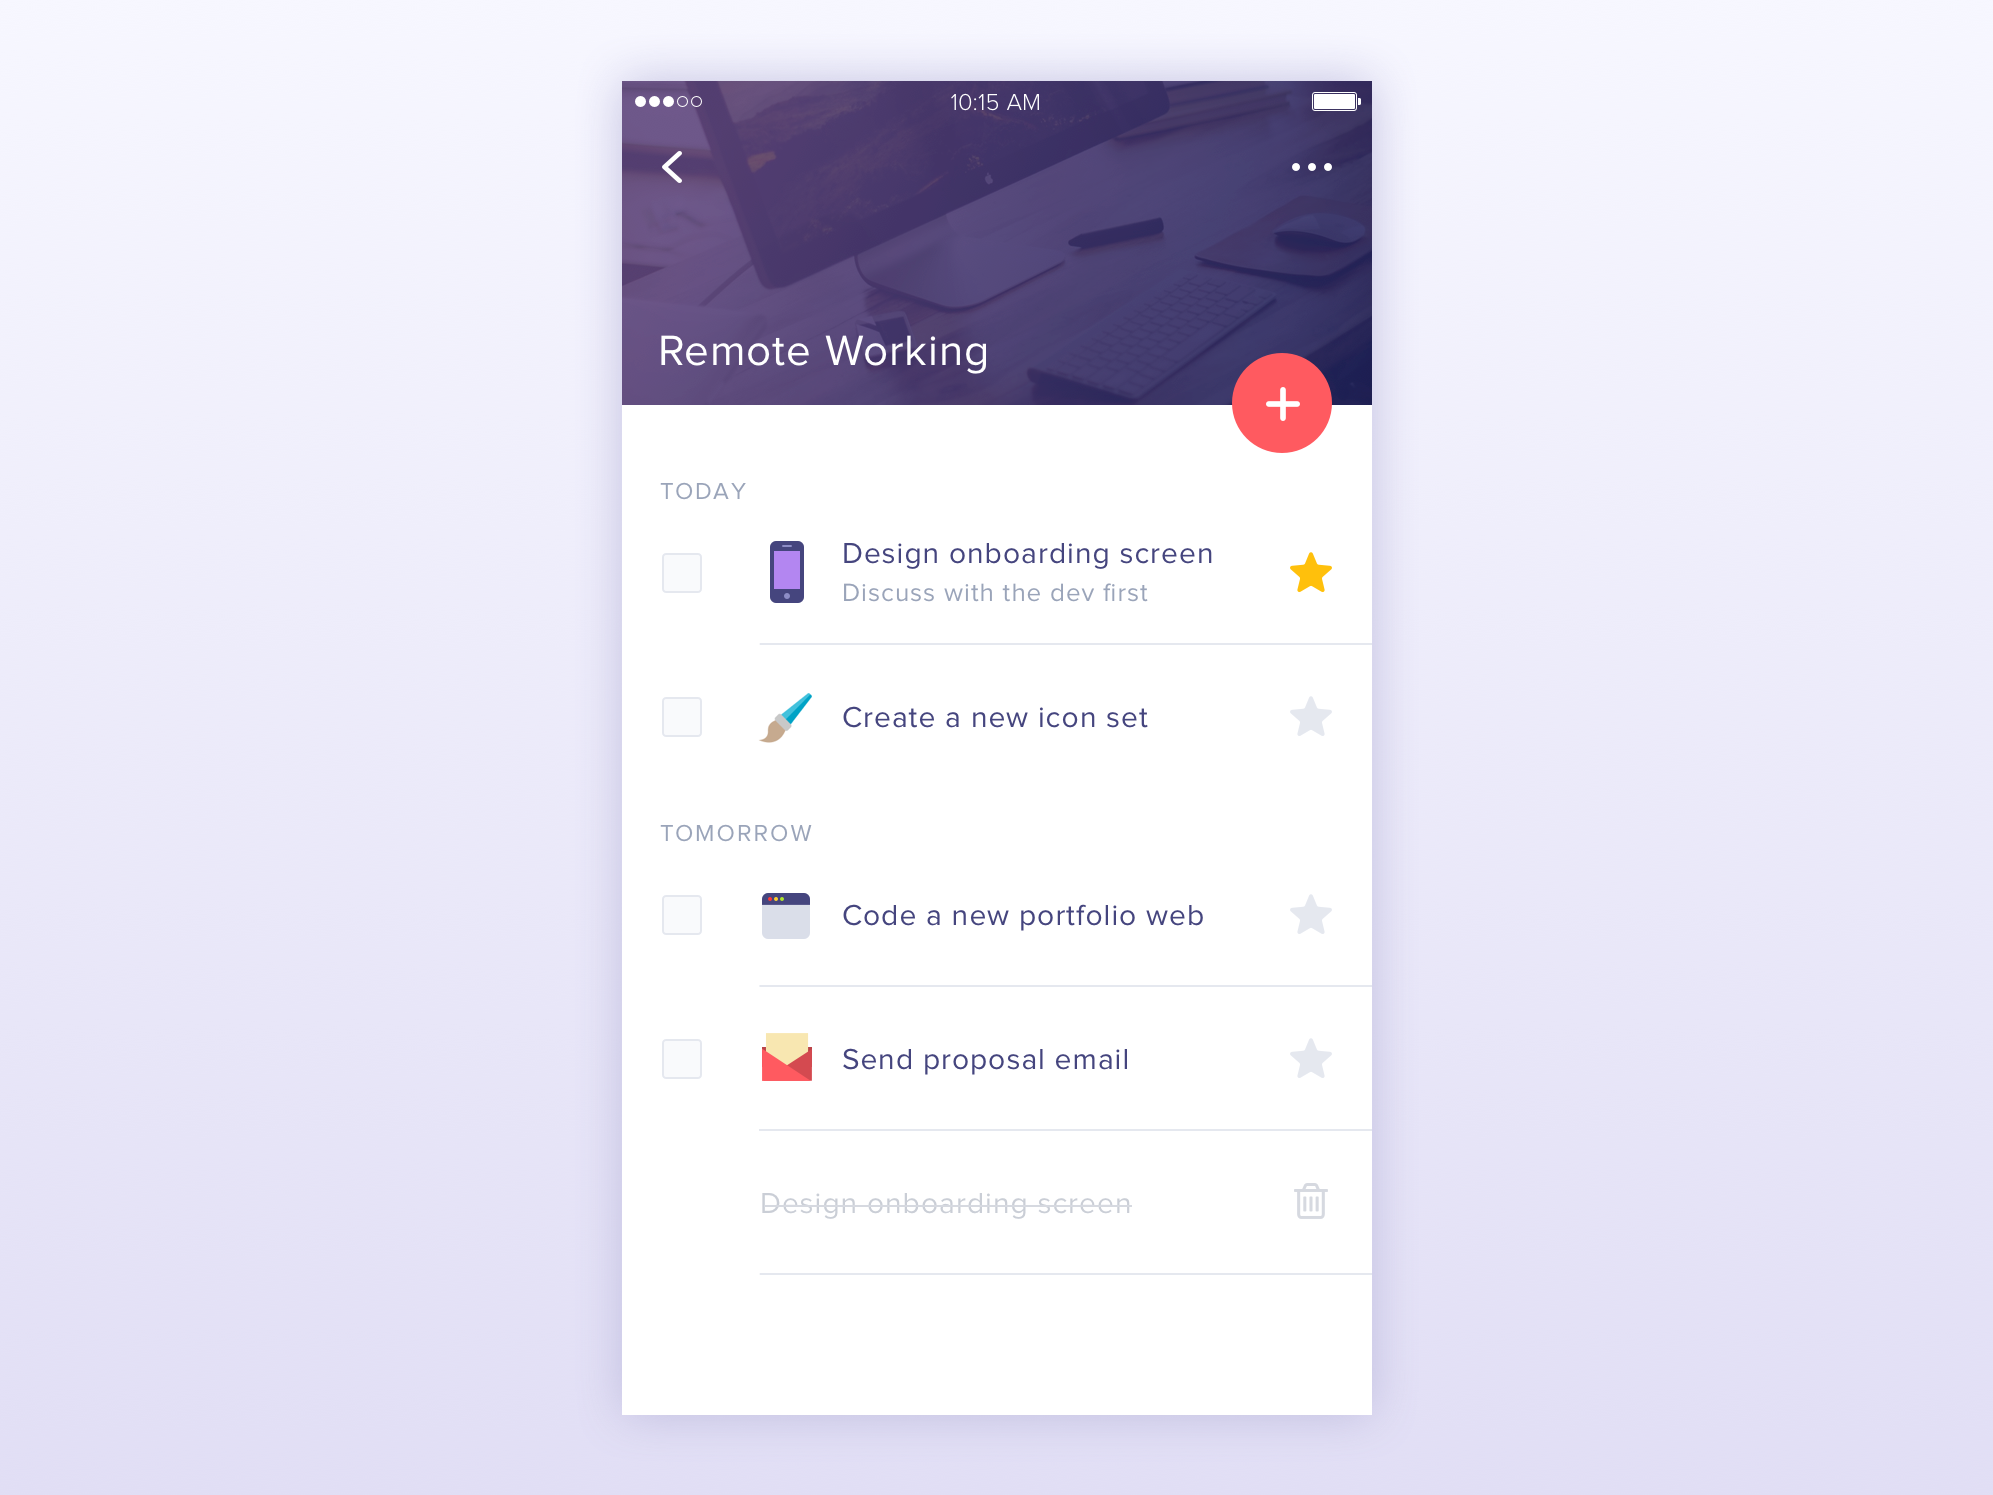 10:15 AM
Remote Working
TODAY
Design onboarding screen
Discuss with the dev first
Create a new icon set
TOMORROW
Code a new portfolio web
Send proposal email
Design onboarding screen